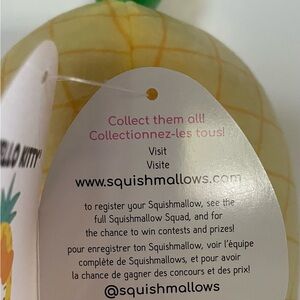 ELLO KITTY
Collect them all!
Collectionnez-les tous!
Visit
Visite
www.squishmallows.com
to register your Squishmallow, see the
full Squishmallow Squad, and for
the chance to win contests and prizes!
pour enregistrer ton Squishmallow, voir l'équipe
complète de Squishmallows, et pour avoir
la chance de gagner des concours et des prix!
@squishmallows